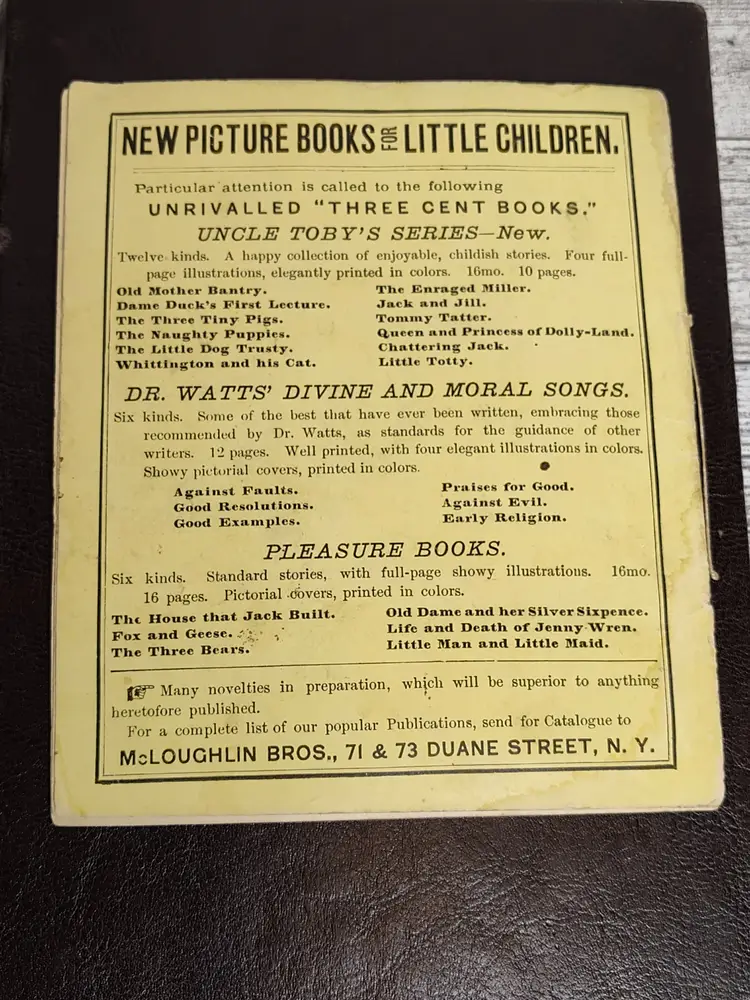 NEW PICTURE BOOKS FOR LITTLE CHILDREN.
Particular attention is called to the following
UNRIVALLED "THREE CENT BOOKS."
UNCLE TOBY'S SERIES—New.
Twelve kinds. A happy collection of enjoyable, childish stories. Four full-
page illustrations, elegantly printed in colors. 16mo. 10 pages.
Old Mother Bantry.
Dame Duck's First Lecture.
The Three Tiny Pigs.
The Naughty Puppies.
The Little Dog Trusty.
Whittington and his Cat.
The Enraged Miller.
Jack and Jill.
Tommy Tatter.
Queen and Princess of Dolly-Land.
Chattering Jack.
Little Totty.
DR. WATTS' DIVINE AND MORAL SONGS.
Six kinds. Some of the best that have ever been written, embracing those
recommended by Dr. Watts, as standards for the guidance of other
writers. 12 pages. Well printed, with four elegant illustrations in colors.
Showy pictorial covers, printed in colors.
Against Faults.
Good Resolutions.
Good Examples.
Praises for Good.
Against Evil.
Early Religion.
PLEASURE BOOKS.
Six kinds. Standard stories, with full-page showy illustrations. 16mo.
16 pages. Pictorial covers, printed in colors.
The House that Jack Built.
Fox and Geese.
The Three Bears.
Old Dame and her Silver Sixpence.
Life and Death of Jenny Wren.
Little Man and Little Maid.
☞ Many novelties in preparation, which will be superior to anything
heretofore published.
For a complete list of our popular Publications, send for Catalogue to
McLOUGHLIN BROS., 71 & 73 DUANE STREET, N. Y.